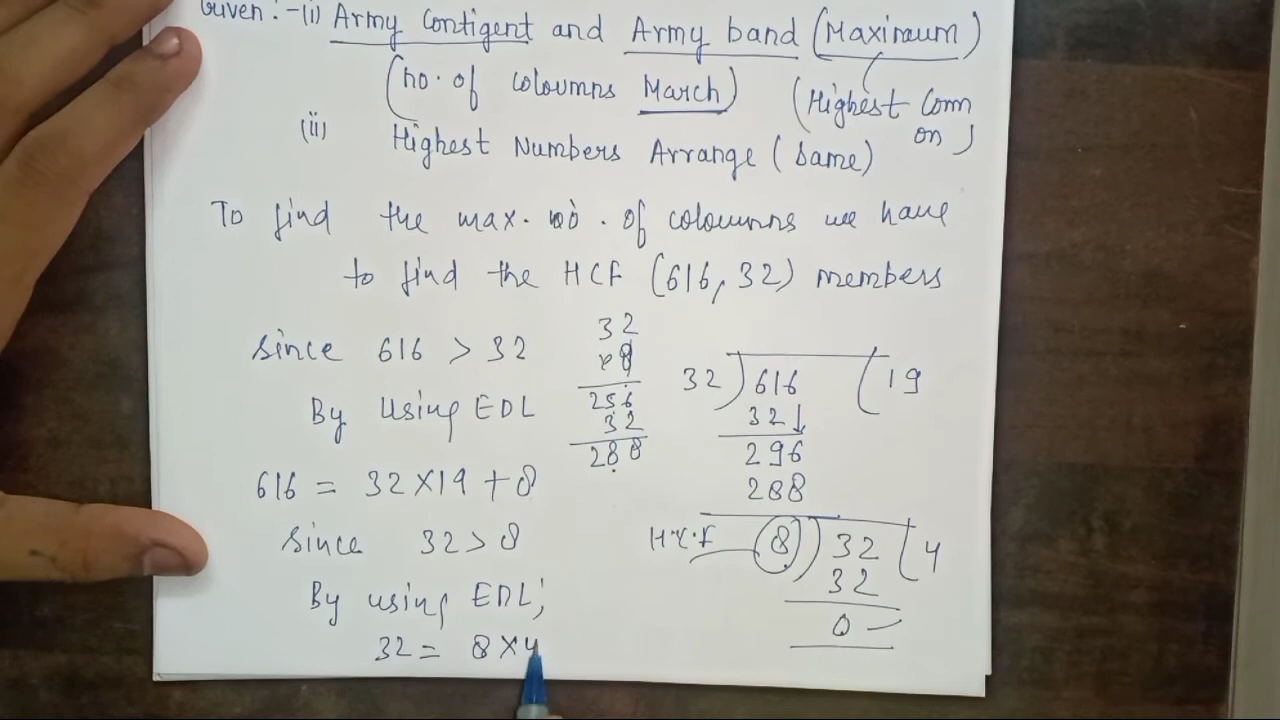 Given:-(i) Army Contigent and Army band (Maximum)
(no. of coloumns March) (Highest Comm
on)
(ii) Highest Numbers Arrange (Same)
To find the max. no. of coloumns we have
to find the HCF (616, 32) members
since 616 > 32
By Using EDL
616 = 32×19 + 8
since 32 > 8
By using EDL;
32 = 8×4
32
×9
256
32
288
32)616(19
32↓
296
288
H.C.F 8)32(4
32
0